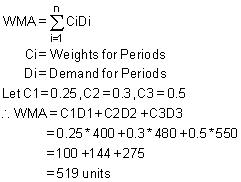 WMA = n∑i=1 CiDi
Ci = Weights for Periods
Di = Demand for Periods
Let C1 = 0.25, C2 = 0.3, C3 = 0.5
∴ WMA = C1D1 + C2D2 + C3D3
= 0.25 * 400 + 0.3 * 480 + 0.5 * 550
= 100 + 144 + 275
= 519 units